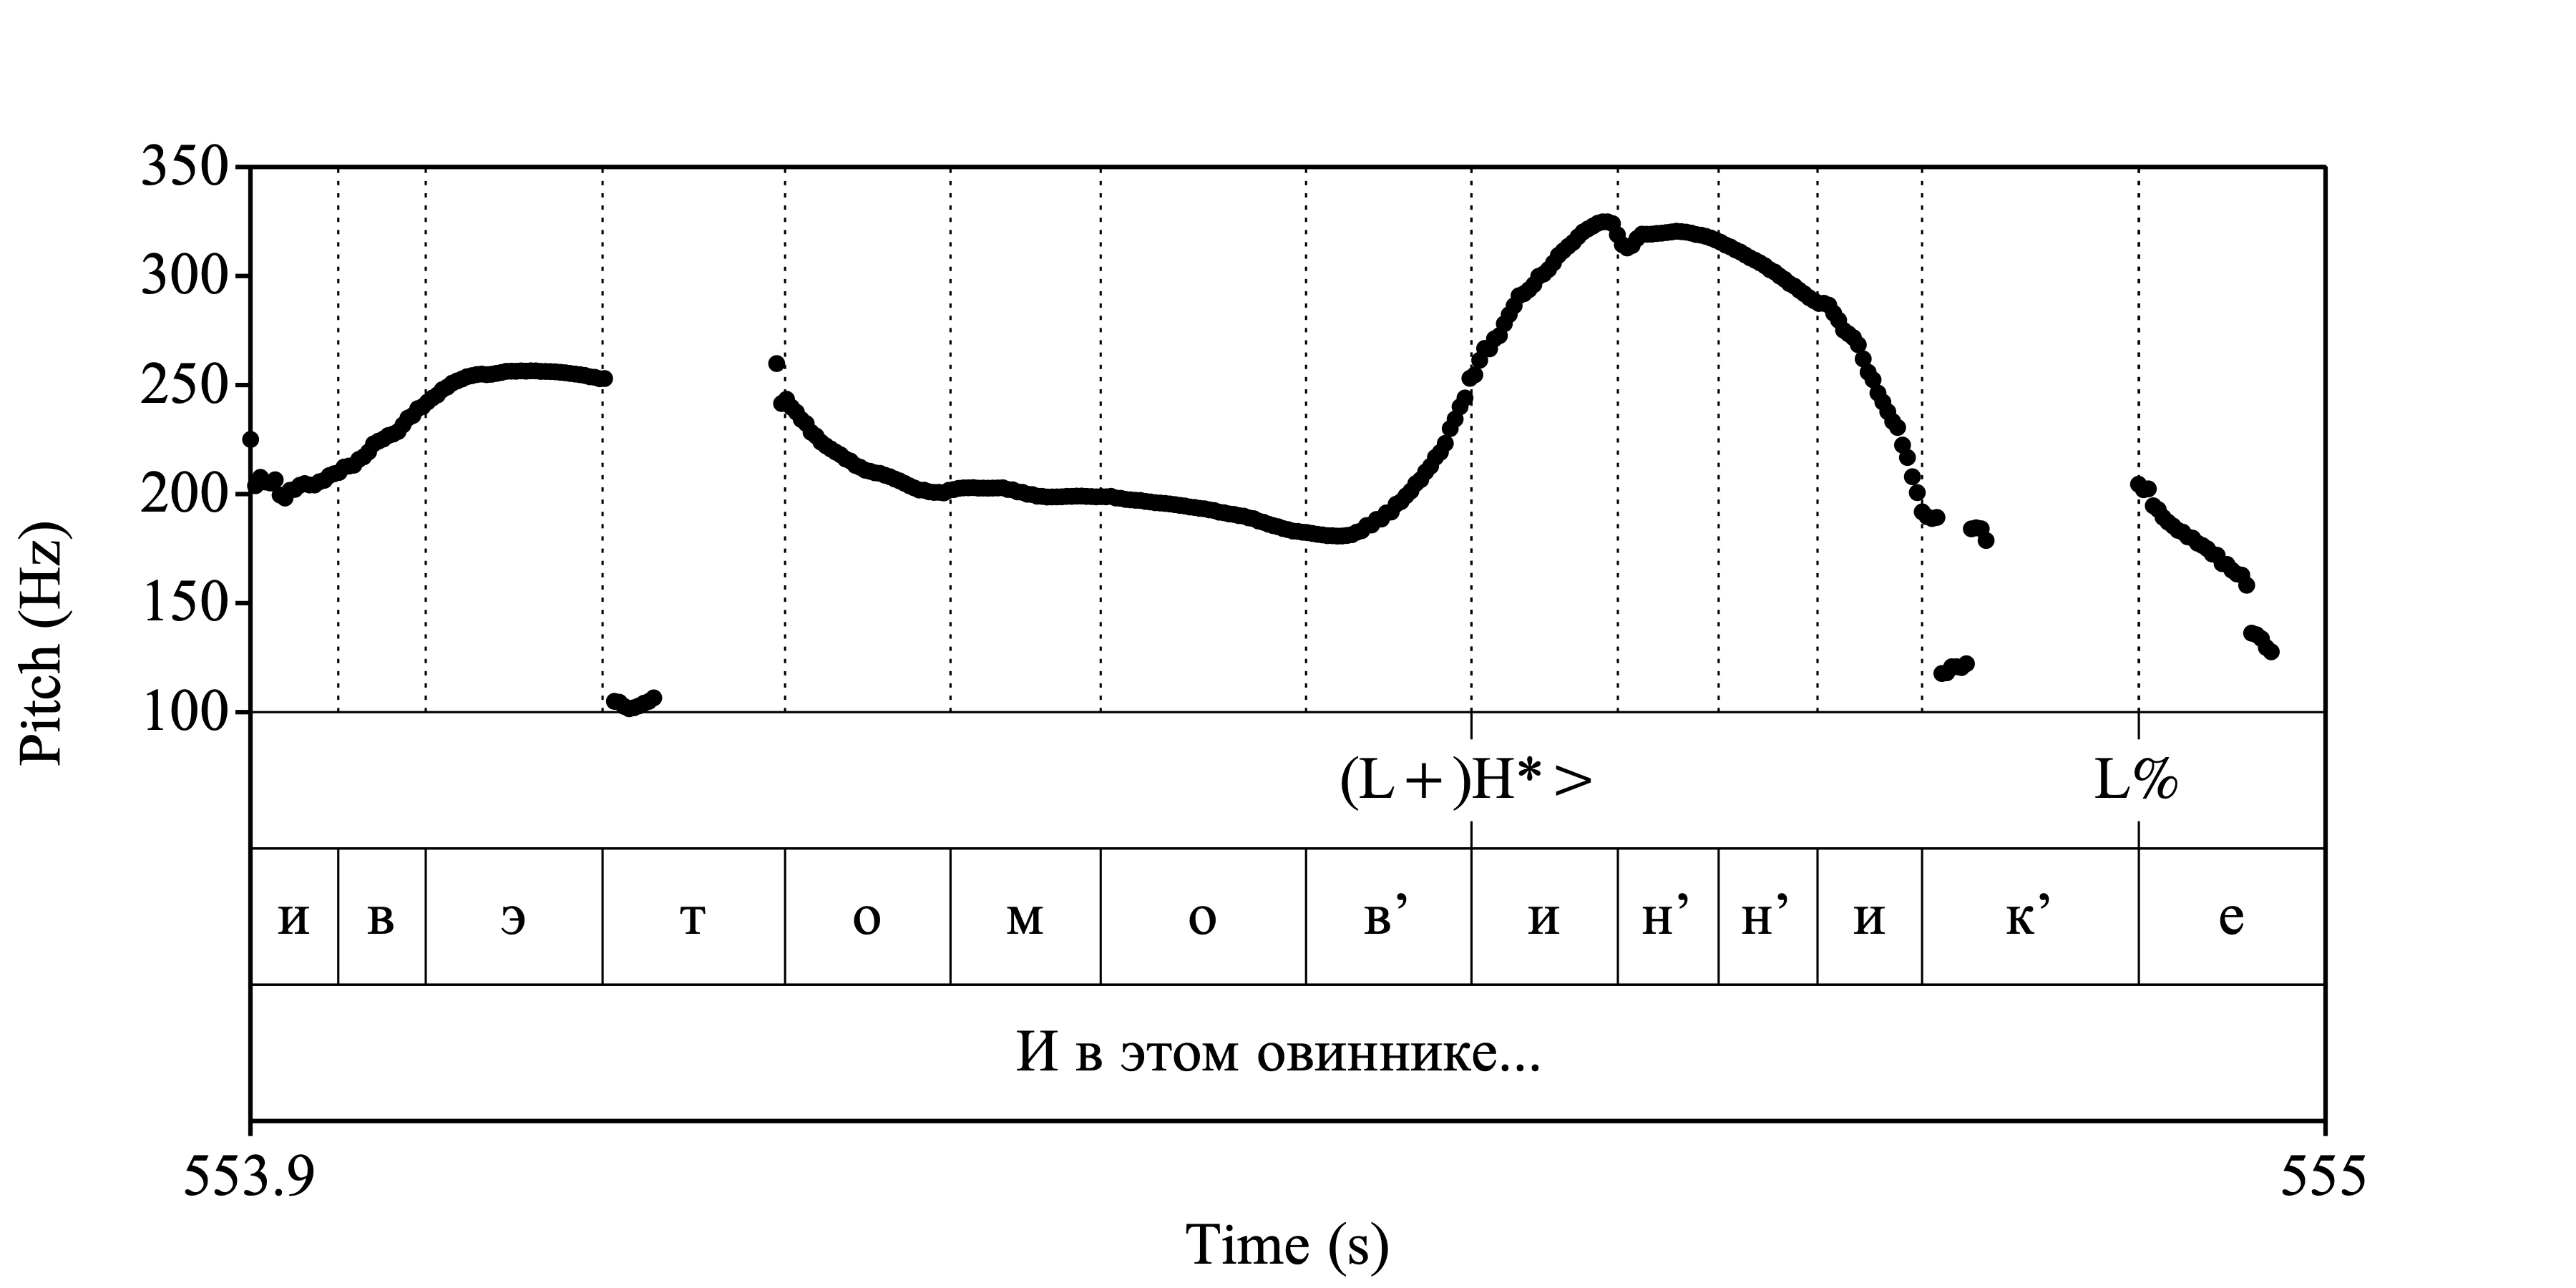 350
300
250
200
150
100
Pitch (Hz)
(L+)H*> L%
и в э т о м о в’ и н’ н’ и к’ е
И в этом овиннике...
553.9 555
Time (s)